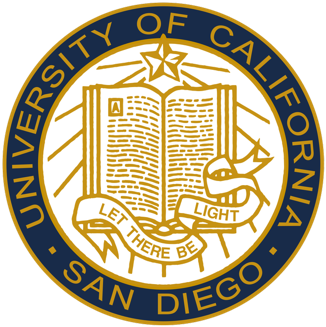 UNIVERSITY OF CALIFORNIA
SAN DIEGO
A
LET THERE BE
LIGHT